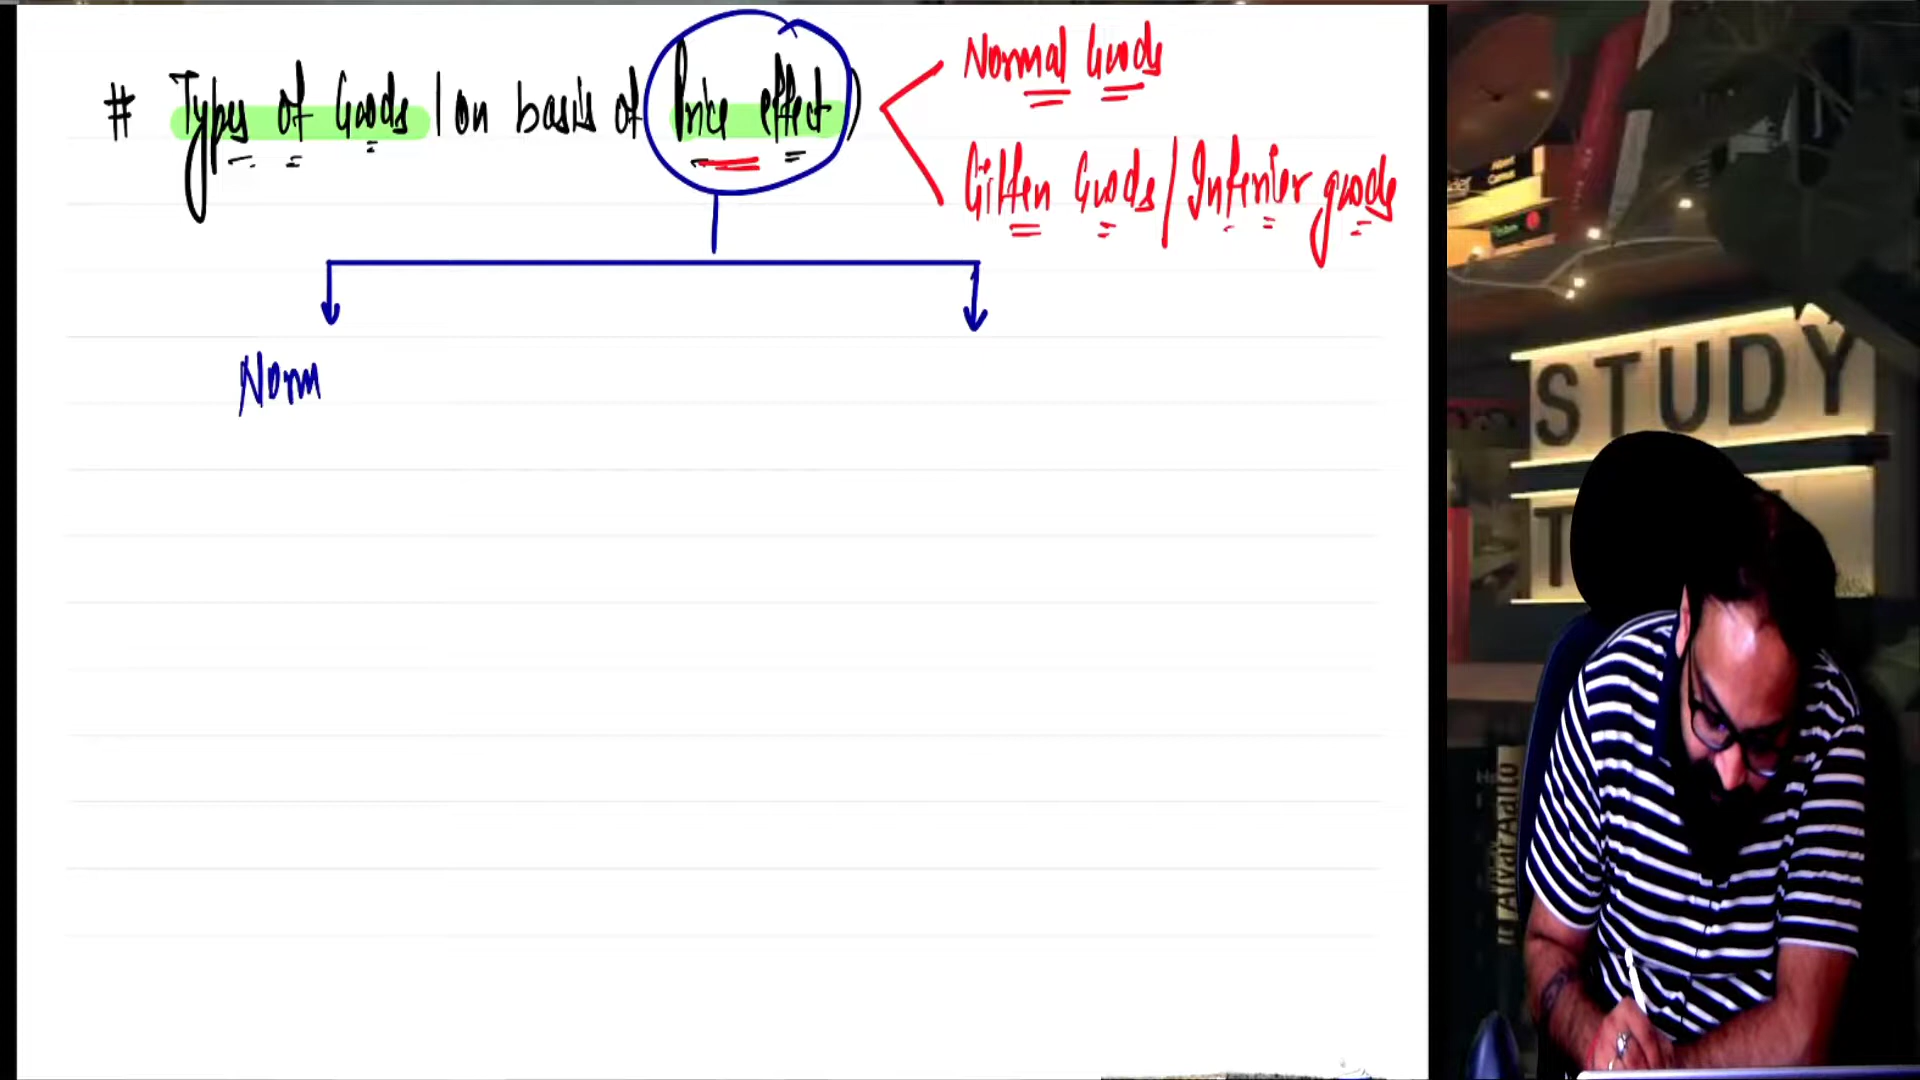 # Types of Goods (on basis of Price effect)
Normal Goods
Giffen Goods / Inferior goods
Norm
STUDY
T